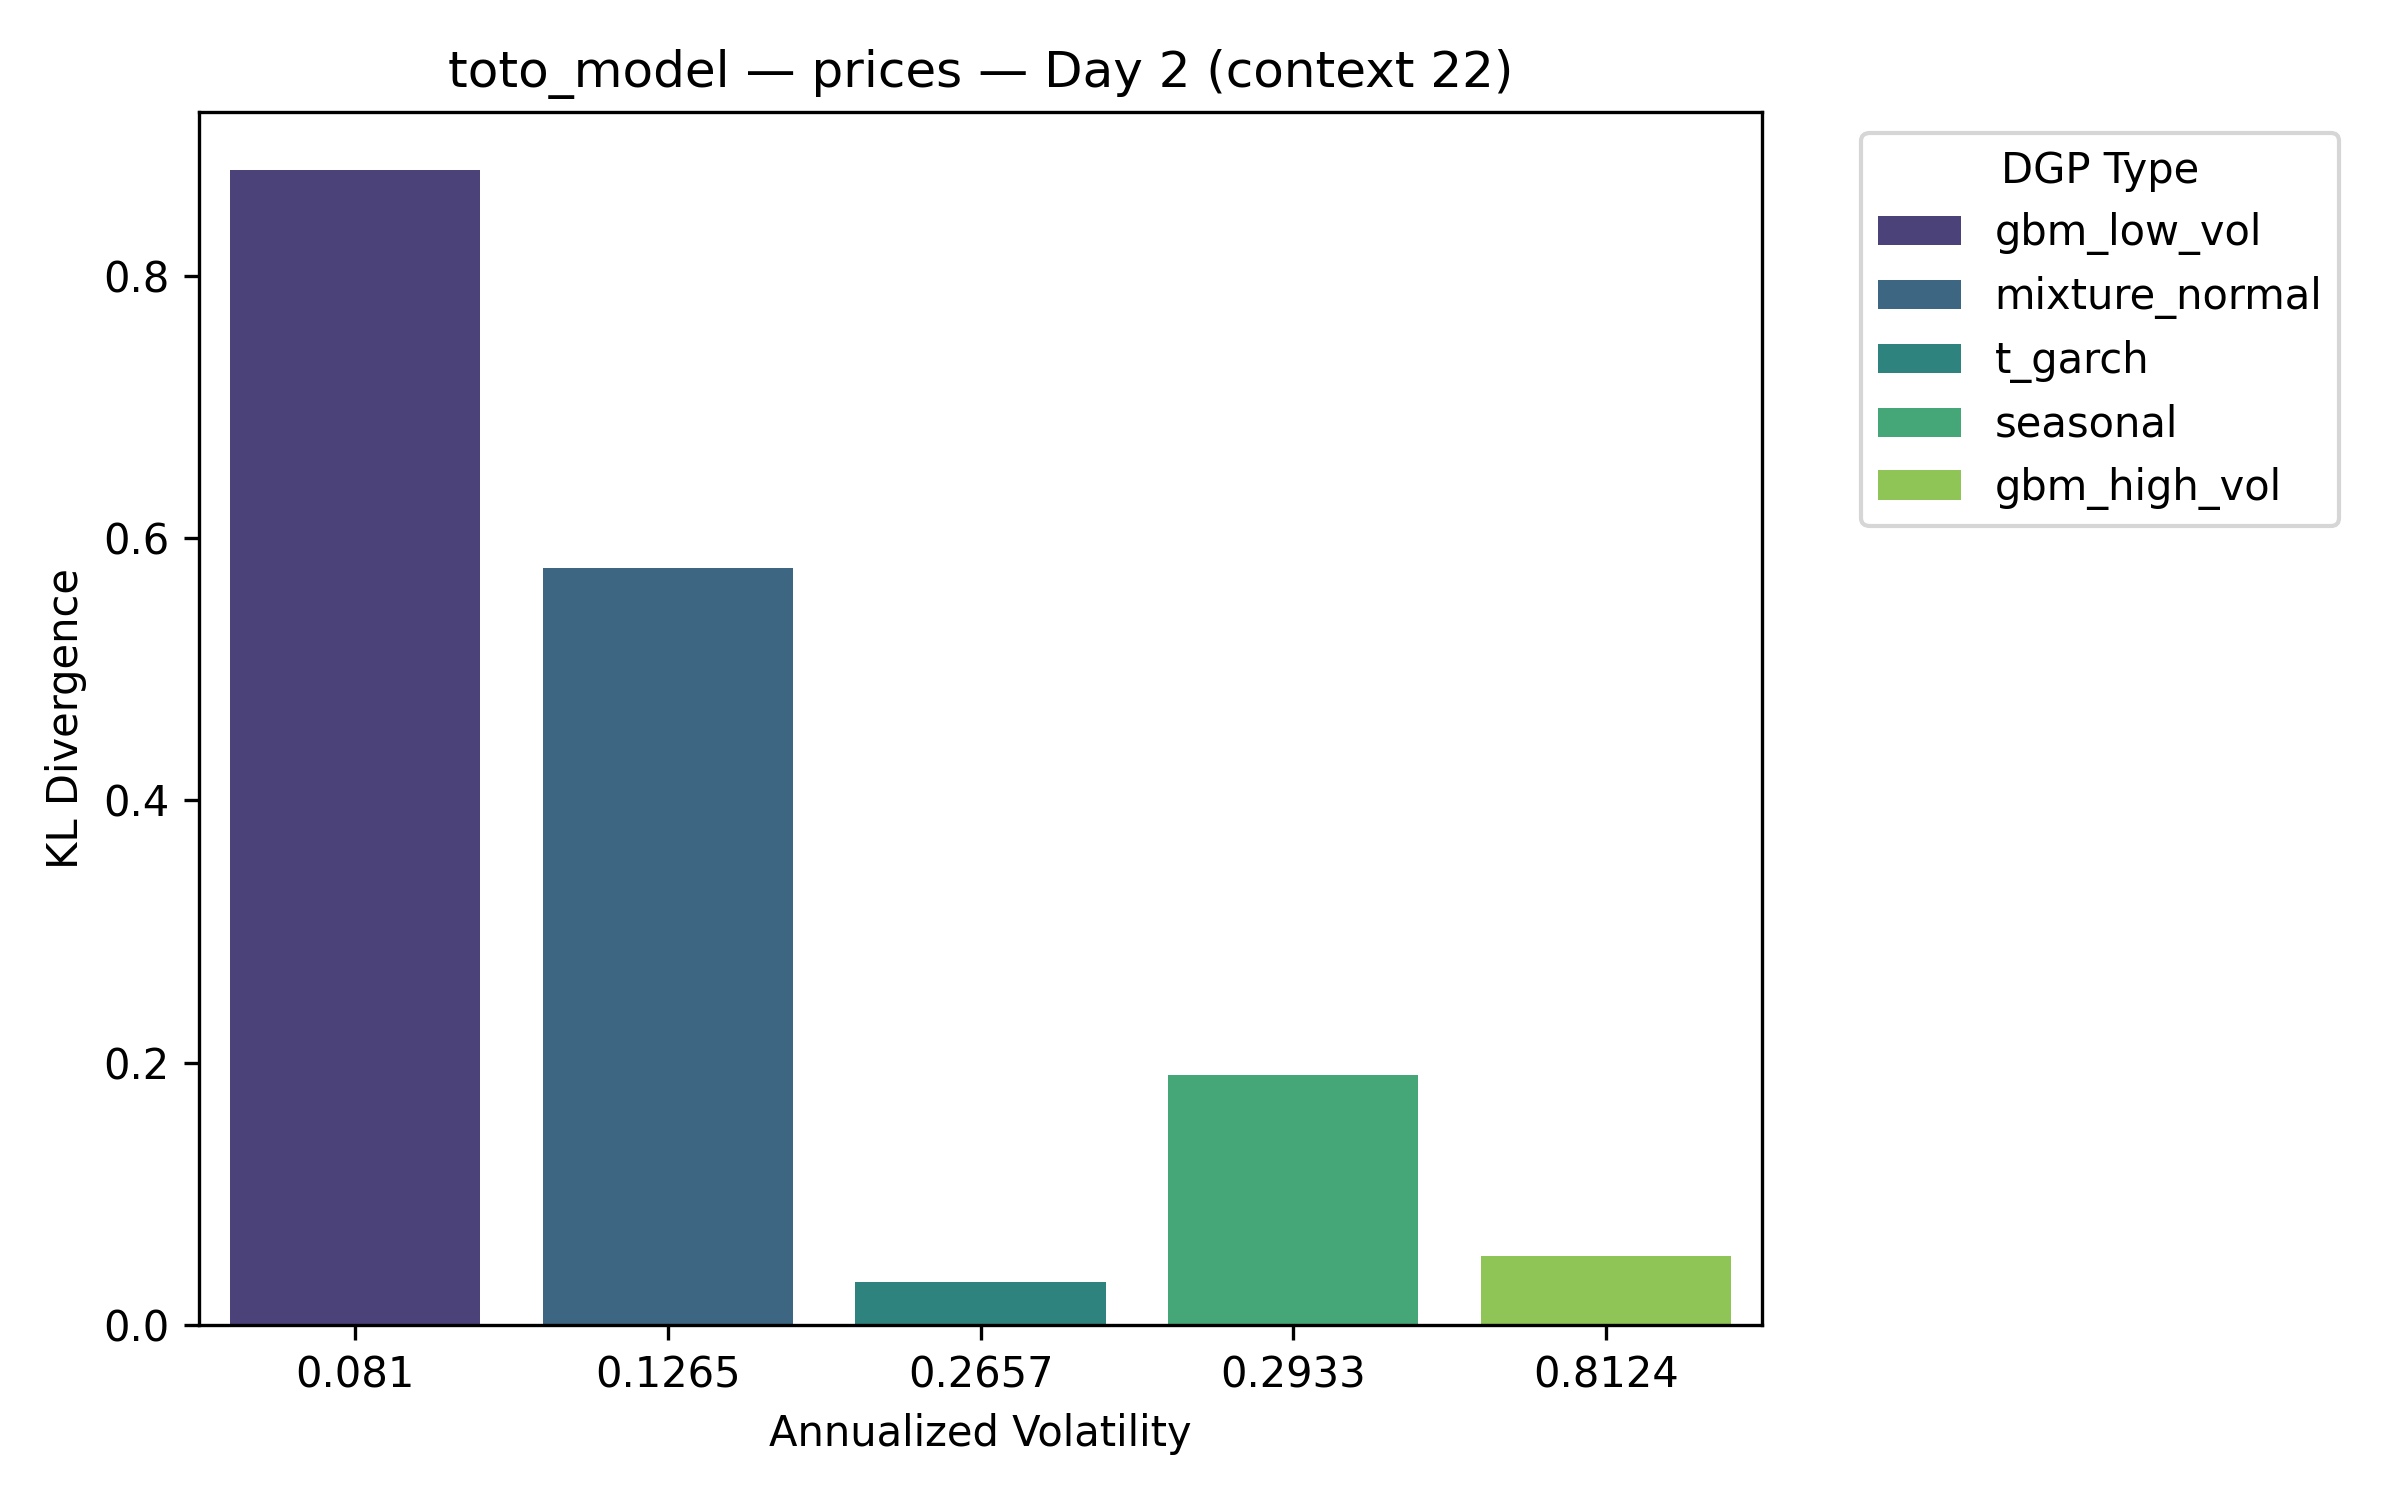 toto_model — prices — Day 2 (context 22)
DGP Type
gbm_low_vol
mixture_normal
t_garch
seasonal
gbm_high_vol
KL Divergence
0.8
0.6
0.4
0.2
0.0
0.081 0.1265 0.2657 0.2933 0.8124
Annualized Volatility